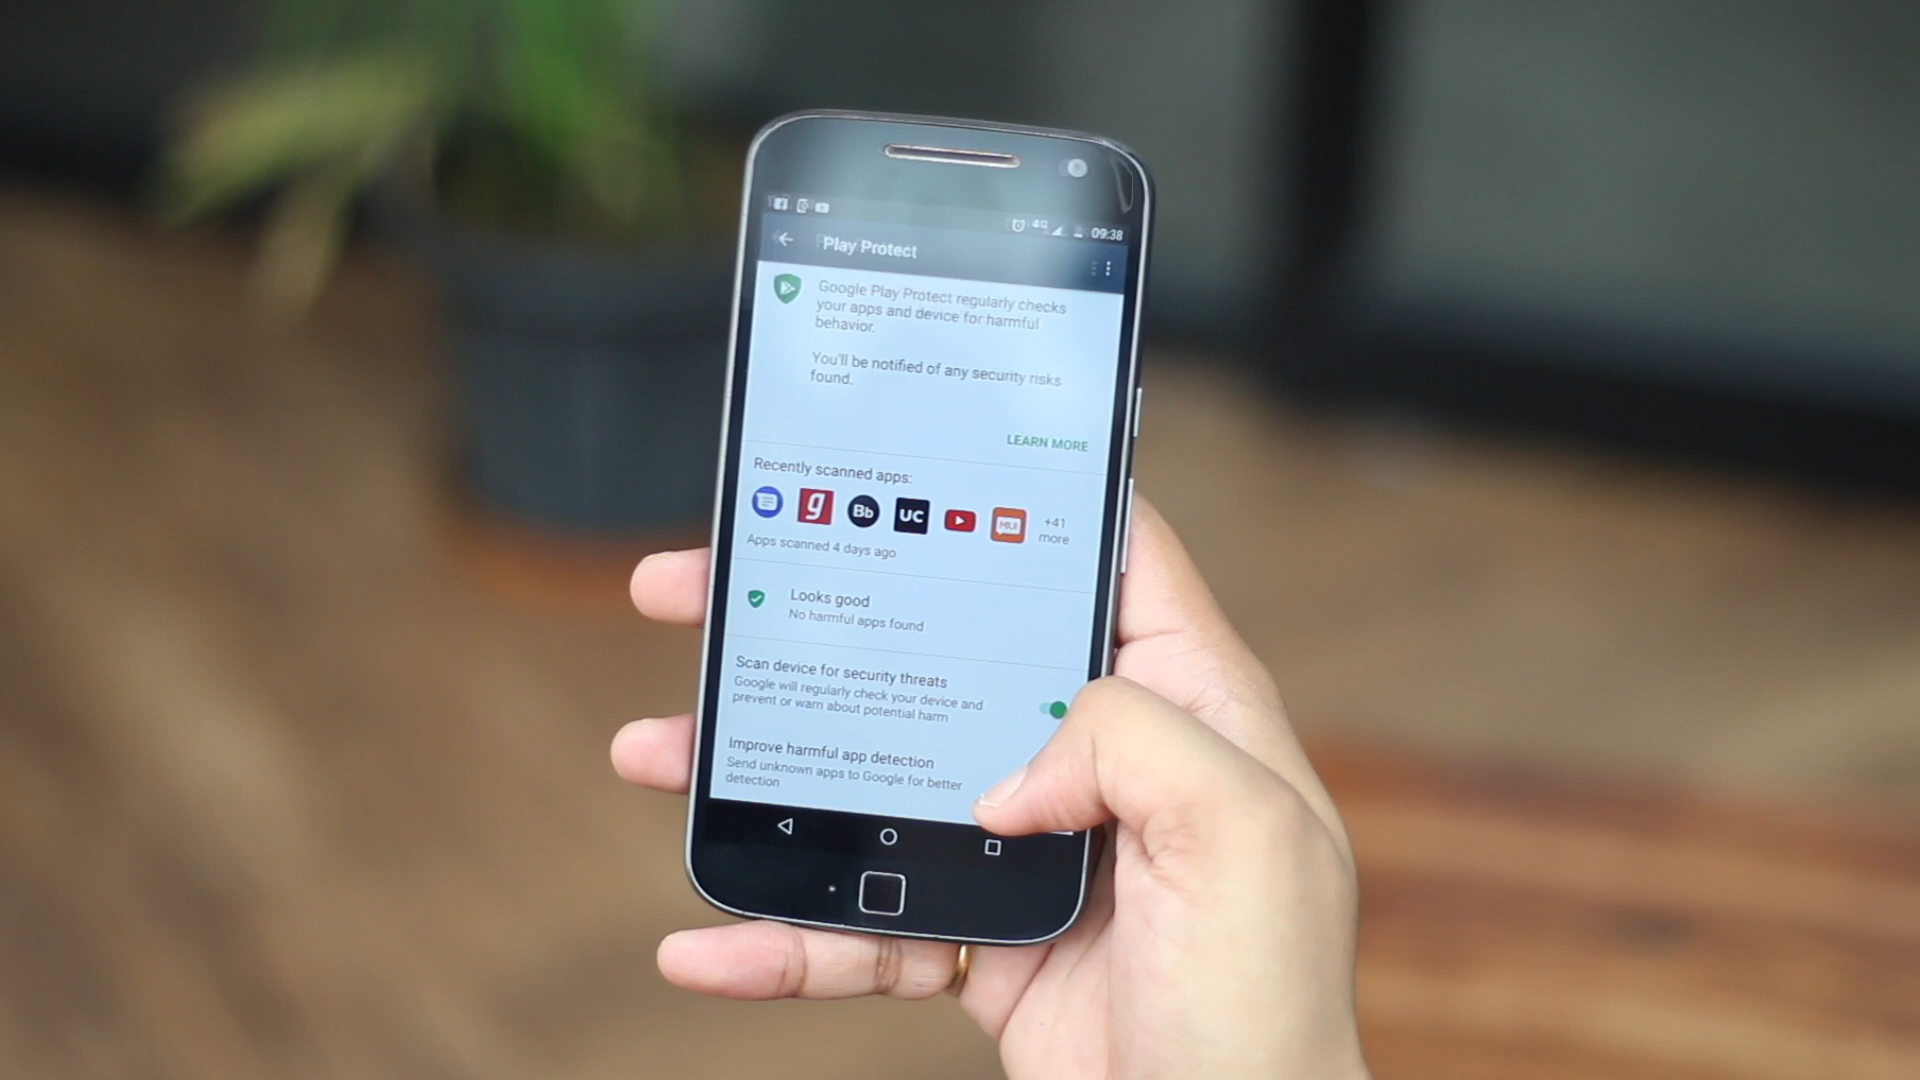 4G 09:38
Play Protect
Google Play Protect regularly checks
your apps and device for harmful
behavior.
You'll be notified of any security risks
found.
LEARN MORE
Recently scanned apps:
g Bb UC MIUI +41
more
Apps scanned 4 days ago
Looks good
No harmful apps found
Scan device for security threats
Google will regularly check your device and
prevent or warn about potential harm
Improve harmful app detection
Send unknown apps to Google for better
detection